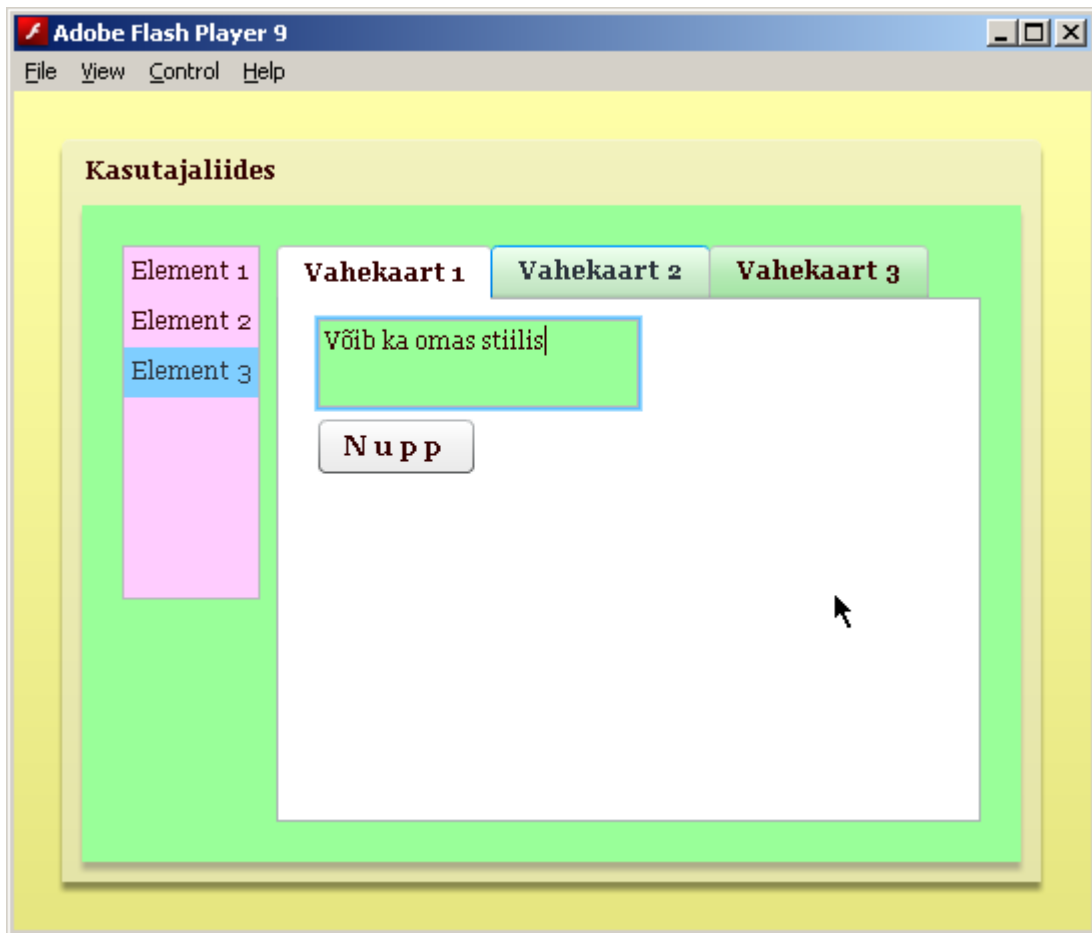 Adobe Flash Player 9
File View Control Help
Kasutajaliides
Element 1
Element 2
Element 3
Vahekaart 1 Vahekaart 2 Vahekaart 3
Võib ka omas stiilis
Nupp